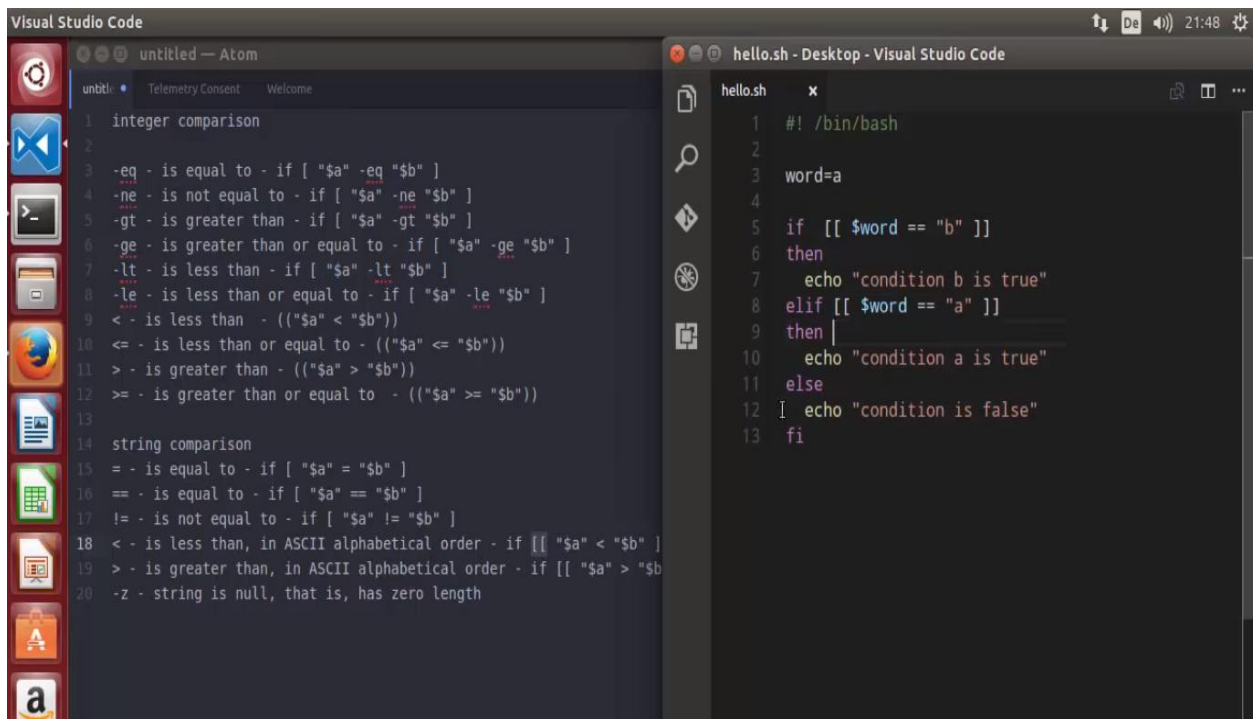 Visual Studio Code
De
21:48
untitled — Atom
untitle
Telemetry Consent
Welcome
1 integer comparison
2
3 -eq - is equal to - if [ "$a" -eq "$b" ]
4 -ne - is not equal to - if [ "$a" -ne "$b" ]
5 -gt - is greater than - if [ "$a" -gt "$b" ]
6 -ge - is greater than or equal to - if [ "$a" -ge "$b" ]
7 -lt - is less than - if [ "$a" -lt "$b" ]
8 -le - is less than or equal to - if [ "$a" -le "$b" ]
9 < - is less than - (("$a" < "$b"))
10 <= - is less than or equal to - (("$a" <= "$b"))
11 > - is greater than - (("$a" > "$b"))
12 >= - is greater than or equal to - (("$a" >= "$b"))
13
14 string comparison
15 = - is equal to - if [ "$a" = "$b" ]
16 == - is equal to - if [ "$a" == "$b" ]
17 != - is not equal to - if [ "$a" != "$b" ]
18 < - is less than, in ASCII alphabetical order - if [[ "$a" < "$b" ]
19 > - is greater than, in ASCII alphabetical order - if [[ "$a" > "$b
20 -z - string is null, that is, has zero length
hello.sh - Desktop - Visual Studio Code
hello.sh x
1 #! /bin/bash
2
3 word=a
4
5 if [[ $word == "b" ]]
6 then
7 echo "condition b is true"
8 elif [[ $word == "a" ]]
9 then
10 echo "condition a is true"
11 else
12 echo "condition is false"
13 fi
a